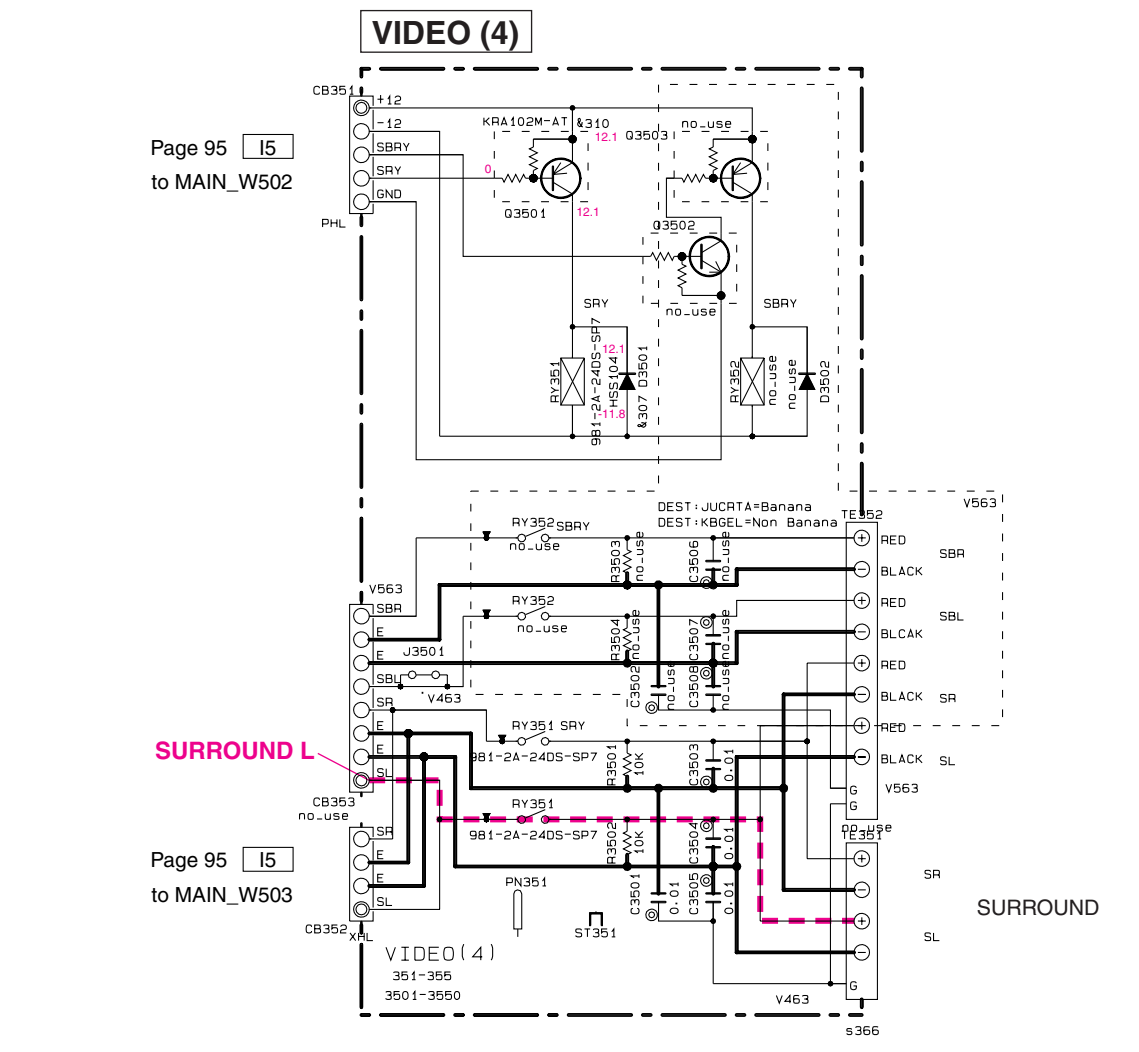 VIDEO (4)
CB351
+12
-12
SBRY
SRY
GND
PHL
Page 95 I5
to MAIN_W502
KRA102M-AT &310
12.1
0
Q3501
12.1
Q3503
no_use
Q3502
no_use
SRY
SBRY
RY351
981-2A-24DS-SP7
12.1
HSS104
-11.8
&307 D3501
RY352
no_use
no_use
D3502
DEST:JUCRTA=Banana
DEST:KBGEL=Non Banana
V563
TE352
RY352 SBRY
no_use
R3503
no_use
C3506
no_use
RED
SBR
BLACK
V563
SBR
E
E
SBL
SR
E
E
SL
CB353
no_use
J3501
V463
RY352
no_use
R3504
no_use
C3507
no_use
C3502
no_use
C3508
no_use
RED
SBL
BLCAK
RED
BLACK SR
RED
BLACK SL
G
V563
G
no_use
SURROUND L
RY351 SRY
981-2A-24DS-SP7
R3501
10K
C3503
0.01
RY351
981-2A-24DS-SP7
R3502
10K
C3504
0.01
C3501
0.01
C3505
0.01
TE351
SR
SL
G
SURROUND
Page 95 I5
to MAIN_W503
SR
E
E
SL
CB352
XHL
PN351
ST351
VIDEO(4)
351-355
3501-3550
V463
s366